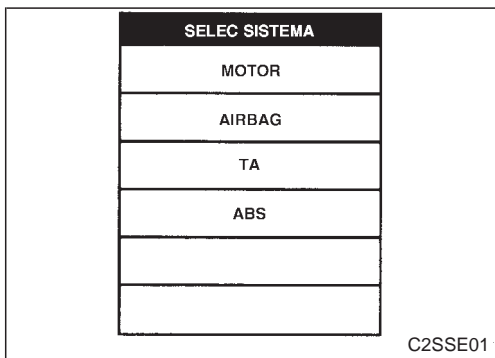 SELEC SISTEMA
MOTOR
AIRBAG
TA
ABS
C2SSE01